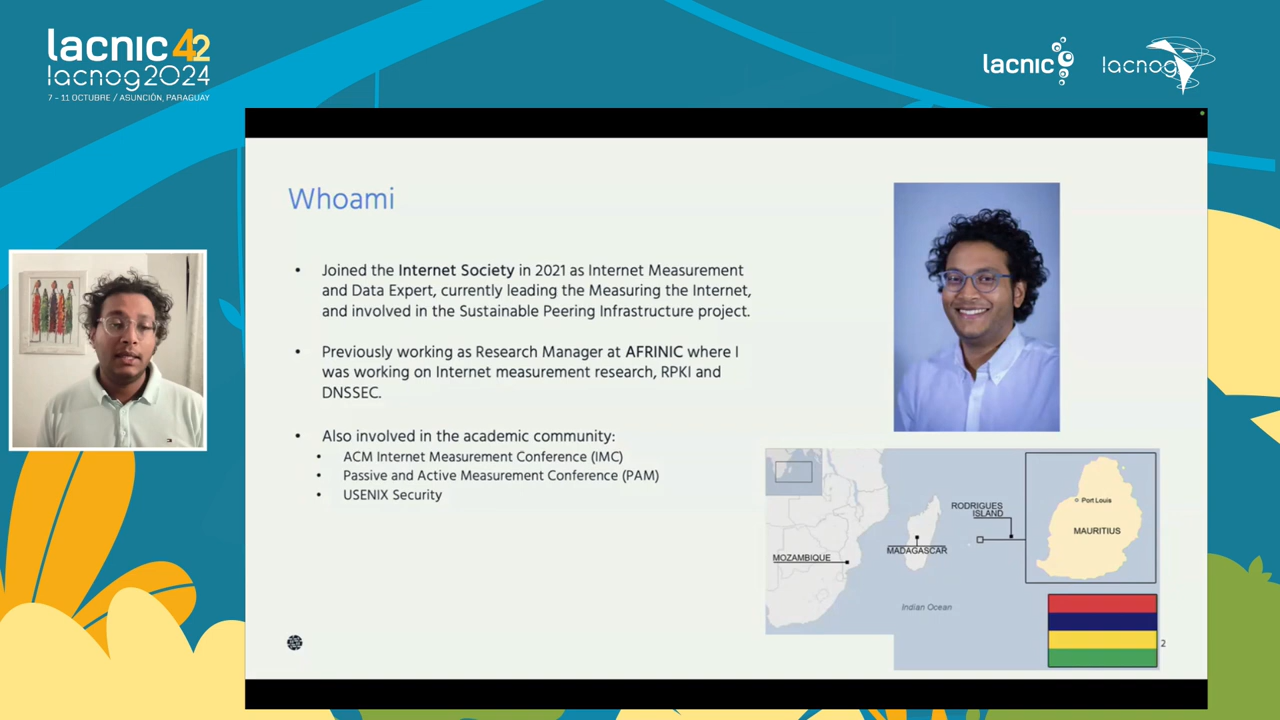 lacnic 42
lacnog 2024
7 - 11 OCTUBRE / ASUNCIÓN, PARAGUAY
lacnic
lacnog
Whoami
• Joined the Internet Society in 2021 as Internet Measurement
and Data Expert, currently leading the Measuring the Internet,
and involved in the Sustainable Peering Infrastructure project.
• Previously working as Research Manager at AFRINIC where I
was working on Internet measurement research, RPKI and
DNSSEC.
• Also involved in the academic community:
• ACM Internet Measurement Conference (IMC)
• Passive and Active Measurement Conference (PAM)
• USENIX Security
MOZAMBIQUE
MADAGASCAR
RODRIGUES
ISLAND
Port Louis
MAURITIUS
Indian Ocean
2